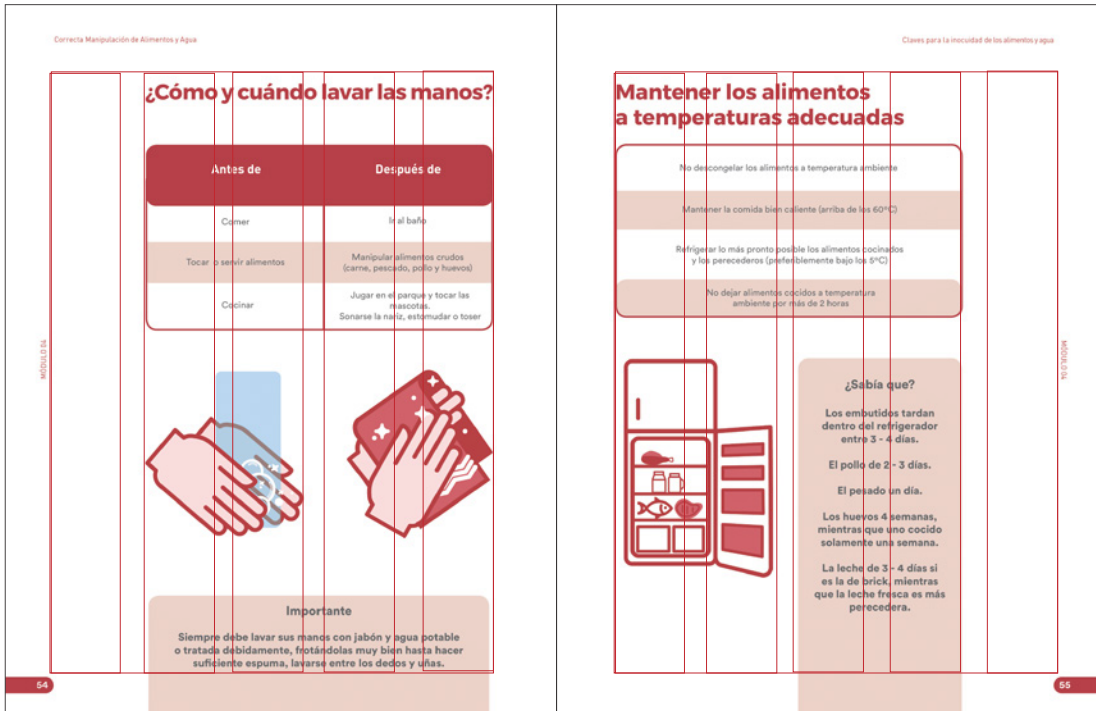 Correcta Manipulación de Alimentos y Agua
¿Cómo y cuándo lavar las manos?
Antes de
Después de
Comer
Ir al baño
Tocar o servir alimentos
Manipular alimentos crudos
(carne, pescado, pollo y huevos)
Cocinar
Jugar en el parque y tocar las
mascotas.
Sonarse la nariz, estornudar o toser
MÓDULO 04
Importante
Siempre debe lavar sus manos con jabón y agua potable
o tratada debidamente, frotándolas muy bien hasta hacer
suficiente espuma, lavarse entre los dedos y uñas.
54
Claves para la inocuidad de los alimentos y agua
Mantener los alimentos
a temperaturas adecuadas
No descongelar los alimentos a temperatura ambiente
Mantener la comida bien caliente (arriba de los 60ºC)
Refrigerar lo más pronto posible los alimentos cocinados
y los perecederos (preferiblemente bajo los 5ºC)
No dejar alimentos cocidos a temperatura
ambiente por más de 2 horas
¿Sabía que?
Los embutidos tardan
dentro del refrigerador
entre 3 - 4 días.
El pollo de 2 - 3 días.
El pesado un día.
Los huevos 4 semanas,
mientras que uno cocido
solamente una semana.
La leche de 3 - 4 días si
es la de brick, mientras
que la leche fresca es más
perecedera.
MÓDULO 04
55